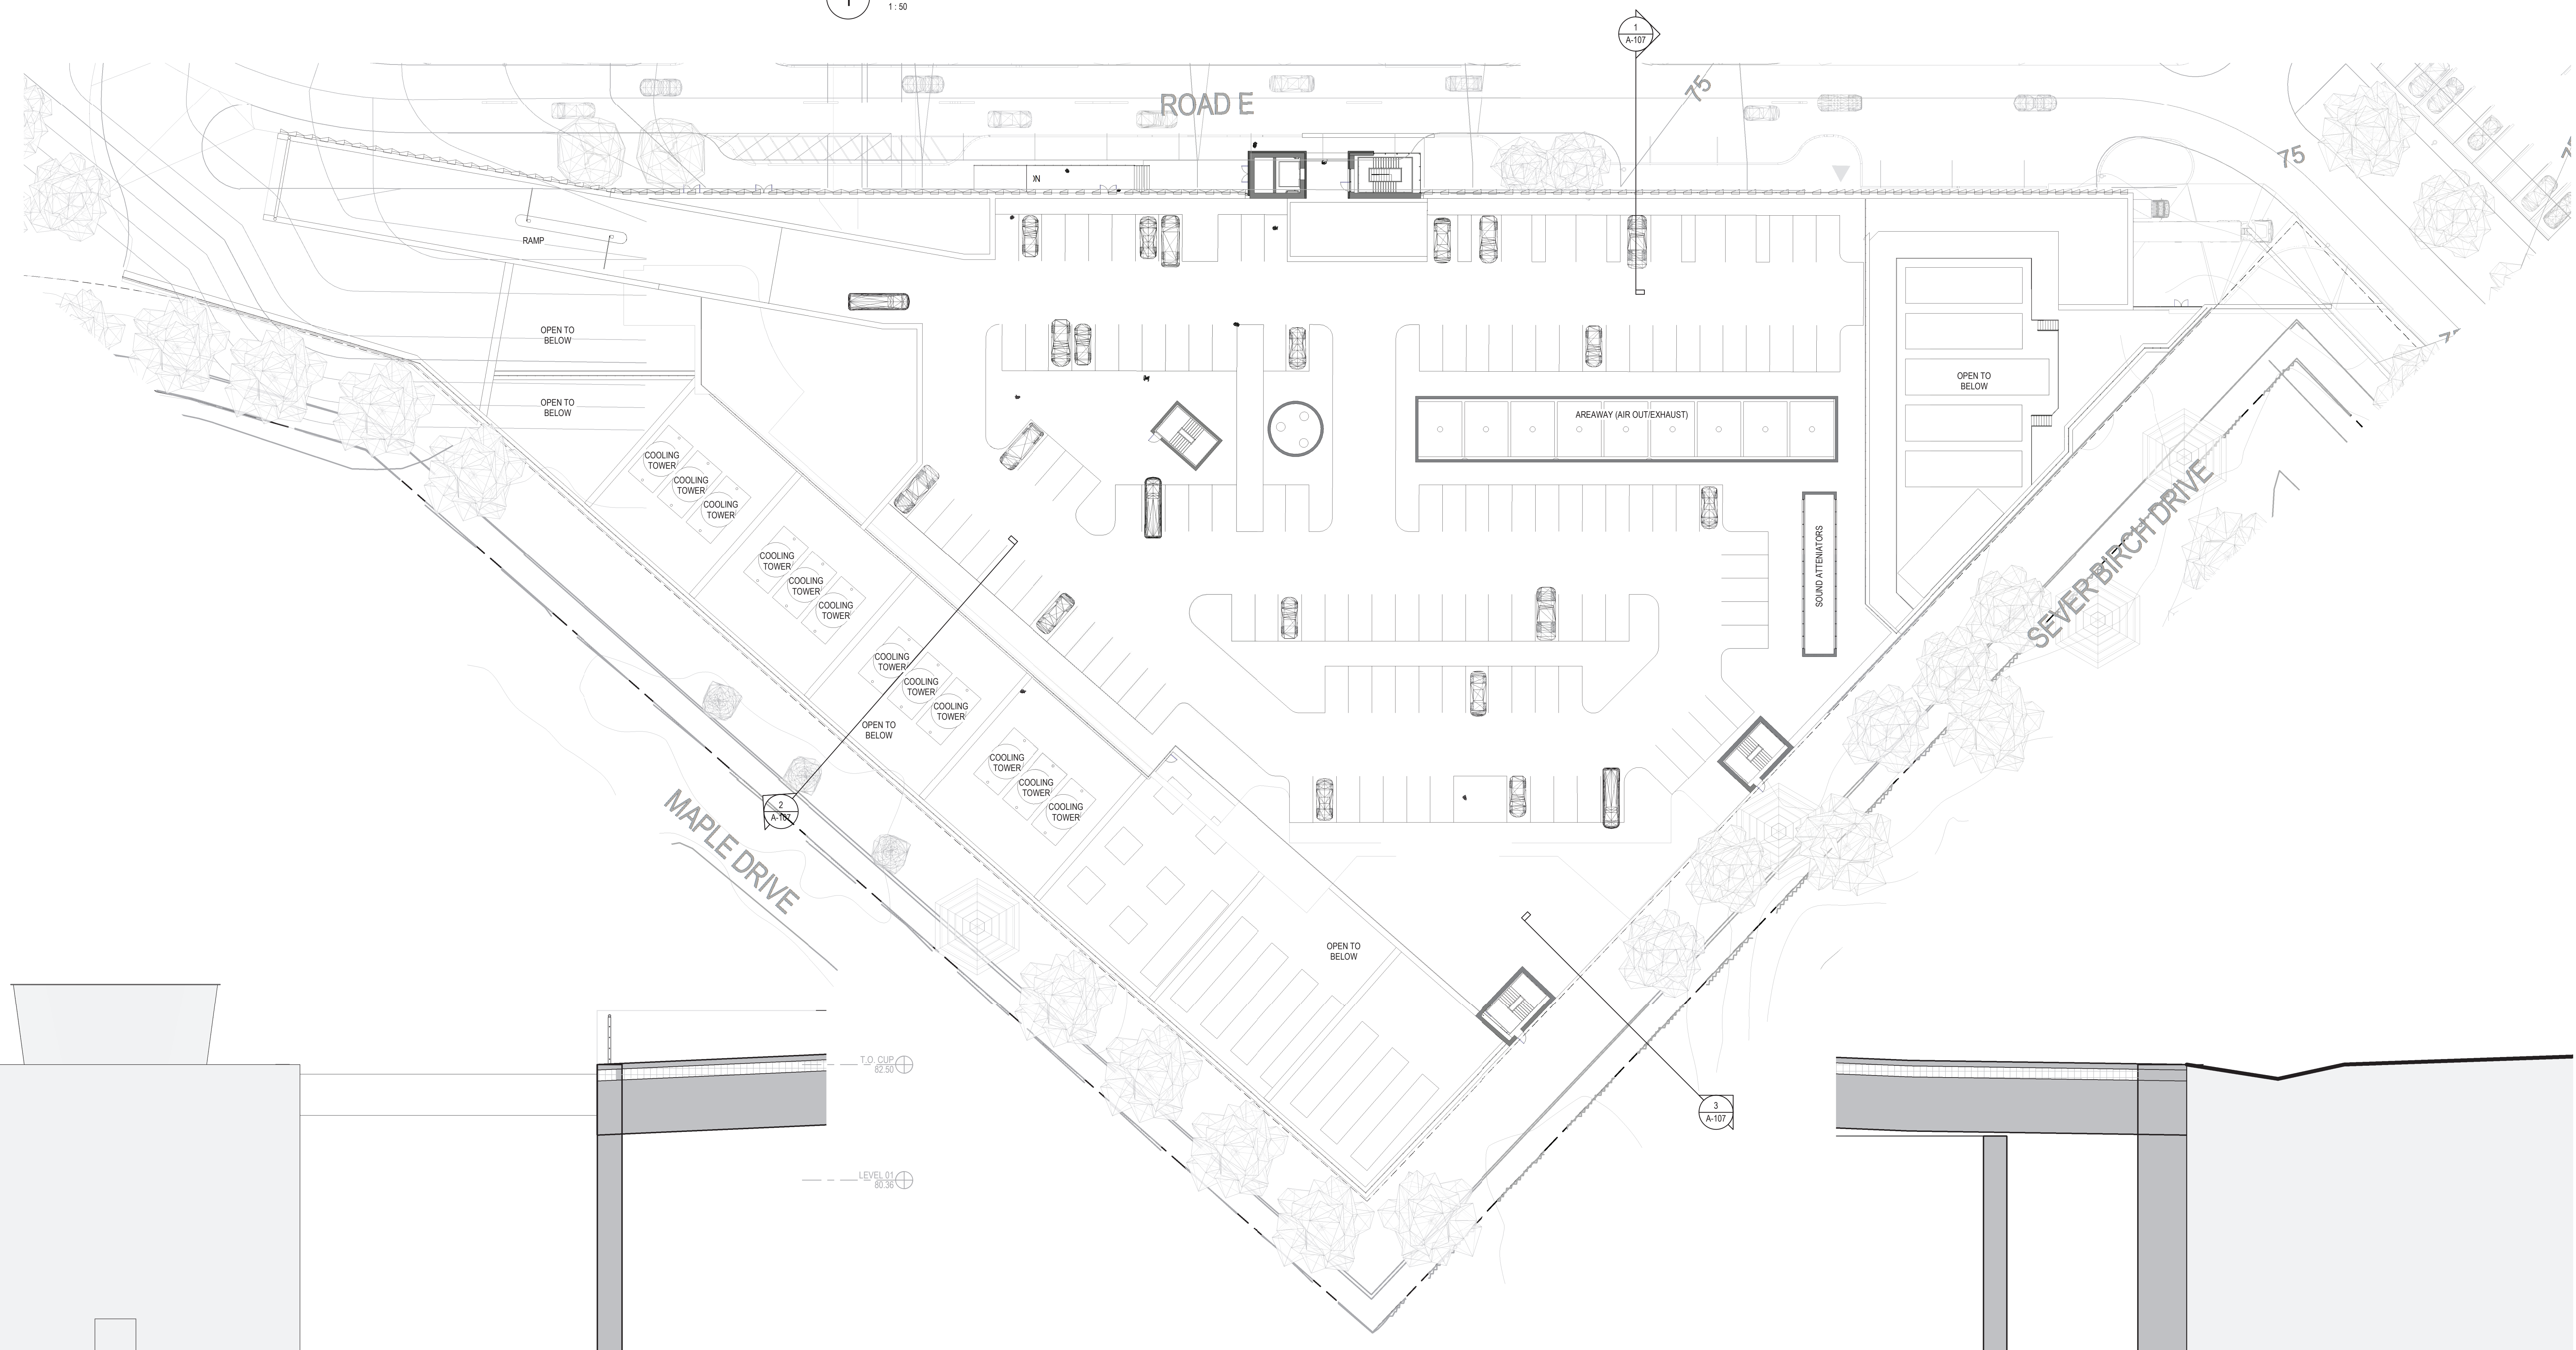 1 : 50
1
A-107
ROAD E
75
75
RAMP
OPEN TO
BELOW
OPEN TO
BELOW
OPEN TO
BELOW
AREAWAY (AIR OUT/EXHAUST)
COOLING
TOWER
COOLING
TOWER
COOLING
TOWER
COOLING
TOWER
COOLING
TOWER
COOLING
TOWER
SOUND ATTENIATORS
SEVER BIRCH DRIVE
COOLING
TOWER
COOLING
TOWER
COOLING
TOWER
OPEN TO
BELOW
COOLING
TOWER
COOLING
TOWER
COOLING
TOWER
2
A-107
MAPLE DRIVE
OPEN TO
BELOW
T.O. CUP
82.50
3
A-107
LEVEL 01
80.36